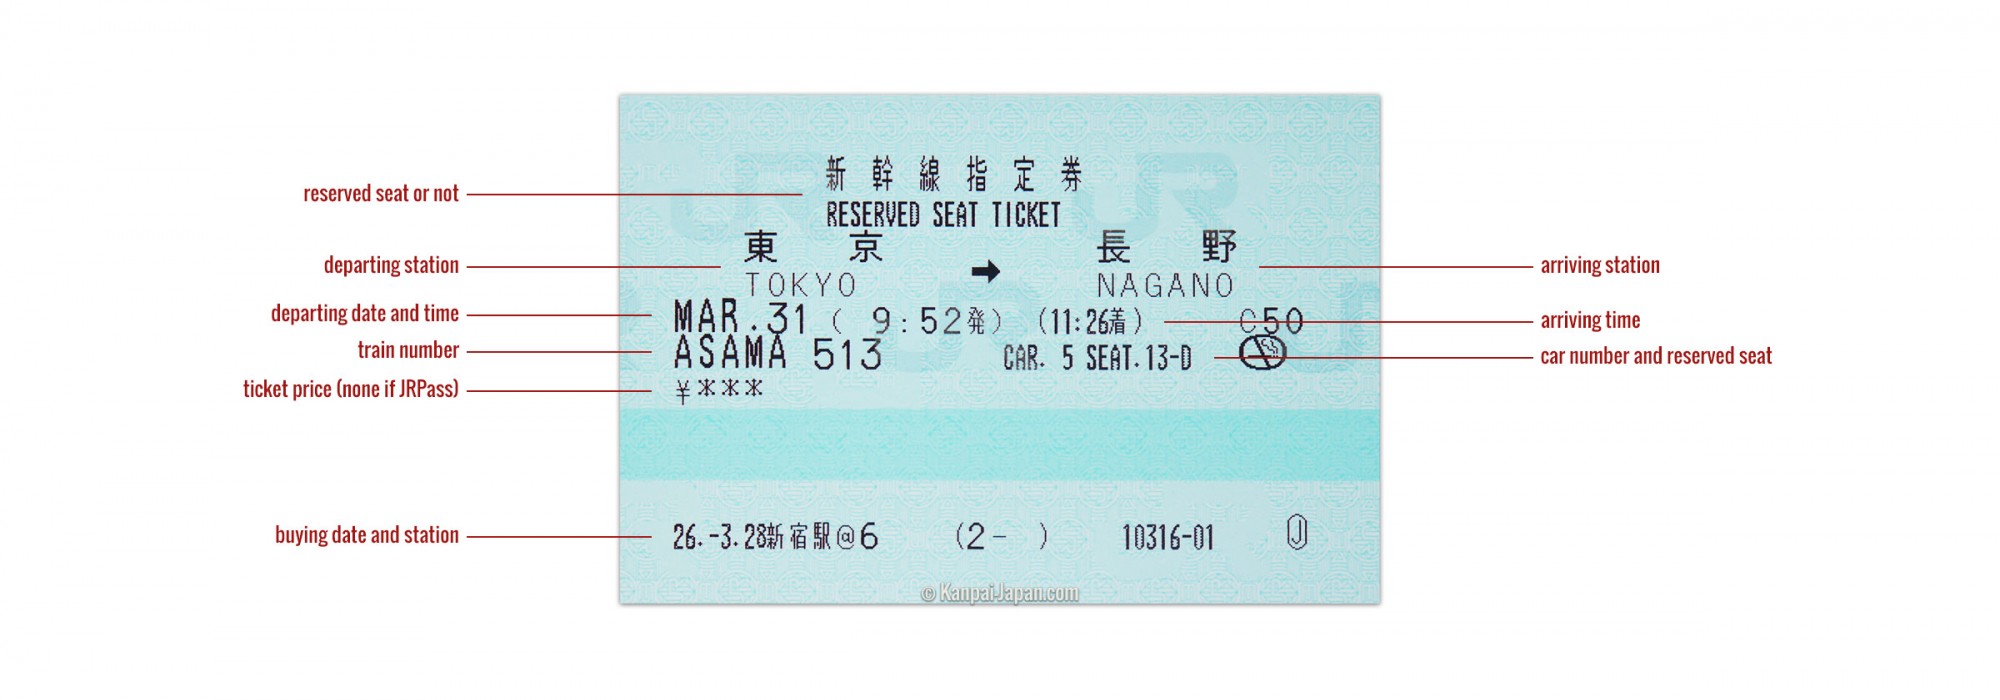 新幹線指定券
reserved seat or not
RESERVED SEAT TICKET
東京 長野
departing station
➡
arriving station
TOKYO NAGANO
departing date and time
MAR.31 ( 9:52発) (11:26着) C50
arriving time
train number
ASAMA 513 CAR. 5 SEAT.13-D
car number and reserved seat
ticket price (none if JRPass)
¥***
buying date and station
26.-3.28新宿駅@6 (2- ) 10316-01 J
© Kanpai-Japan.com